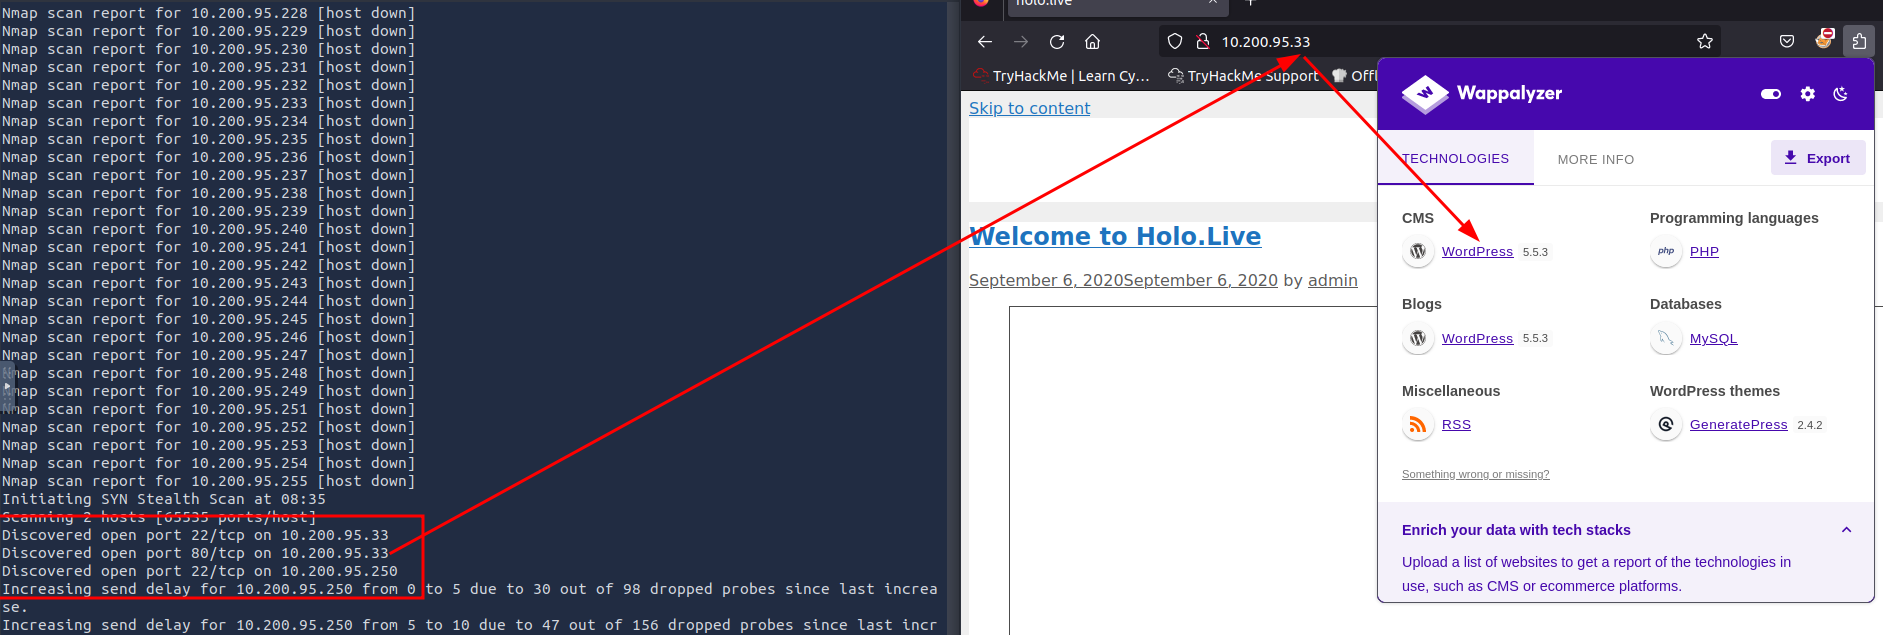 Nmap scan report for 10.200.95.228 [host down]
Nmap scan report for 10.200.95.229 [host down]
Nmap scan report for 10.200.95.230 [host down]
Nmap scan report for 10.200.95.231 [host down]
Nmap scan report for 10.200.95.232 [host down]
Nmap scan report for 10.200.95.233 [host down]
Nmap scan report for 10.200.95.234 [host down]
Nmap scan report for 10.200.95.235 [host down]
Nmap scan report for 10.200.95.236 [host down]
Nmap scan report for 10.200.95.237 [host down]
Nmap scan report for 10.200.95.238 [host down]
Nmap scan report for 10.200.95.239 [host down]
Nmap scan report for 10.200.95.240 [host down]
Nmap scan report for 10.200.95.241 [host down]
Nmap scan report for 10.200.95.242 [host down]
Nmap scan report for 10.200.95.243 [host down]
Nmap scan report for 10.200.95.244 [host down]
Nmap scan report for 10.200.95.245 [host down]
Nmap scan report for 10.200.95.246 [host down]
Nmap scan report for 10.200.95.247 [host down]
Nmap scan report for 10.200.95.248 [host down]
Nmap scan report for 10.200.95.249 [host down]
Nmap scan report for 10.200.95.251 [host down]
Nmap scan report for 10.200.95.252 [host down]
Nmap scan report for 10.200.95.253 [host down]
Nmap scan report for 10.200.95.254 [host down]
Nmap scan report for 10.200.95.255 [host down]
Initiating SYN Stealth Scan at 08:35
Scanning 2 hosts [65535 ports/host]
Discovered open port 22/tcp on 10.200.95.33
Discovered open port 80/tcp on 10.200.95.33
Discovered open port 22/tcp on 10.200.95.250
Increasing send delay for 10.200.95.250 from 0 to 5 due to 30 out of 98 dropped probes since last increa
se.
Increasing send delay for 10.200.95.250 from 5 to 10 due to 47 out of 156 dropped probes since last incr
holo.live
10.200.95.33
TryHackMe | Learn Cy... TryHackMe Support Offl
Skip to content
Welcome to Holo.Live
September 6, 2020September 6, 2020 by admin
Wappalyzer
TECHNOLOGIES MORE INFO Export
CMS
WordPress 5.5.3
Programming languages
php PHP
Blogs
WordPress 5.5.3
Databases
MySQL
Miscellaneous
RSS
WordPress themes
GeneratePress 2.4.2
Something wrong or missing?
Enrich your data with tech stacks
Upload a list of websites to get a report of the technologies in
use, such as CMS or ecommerce platforms.